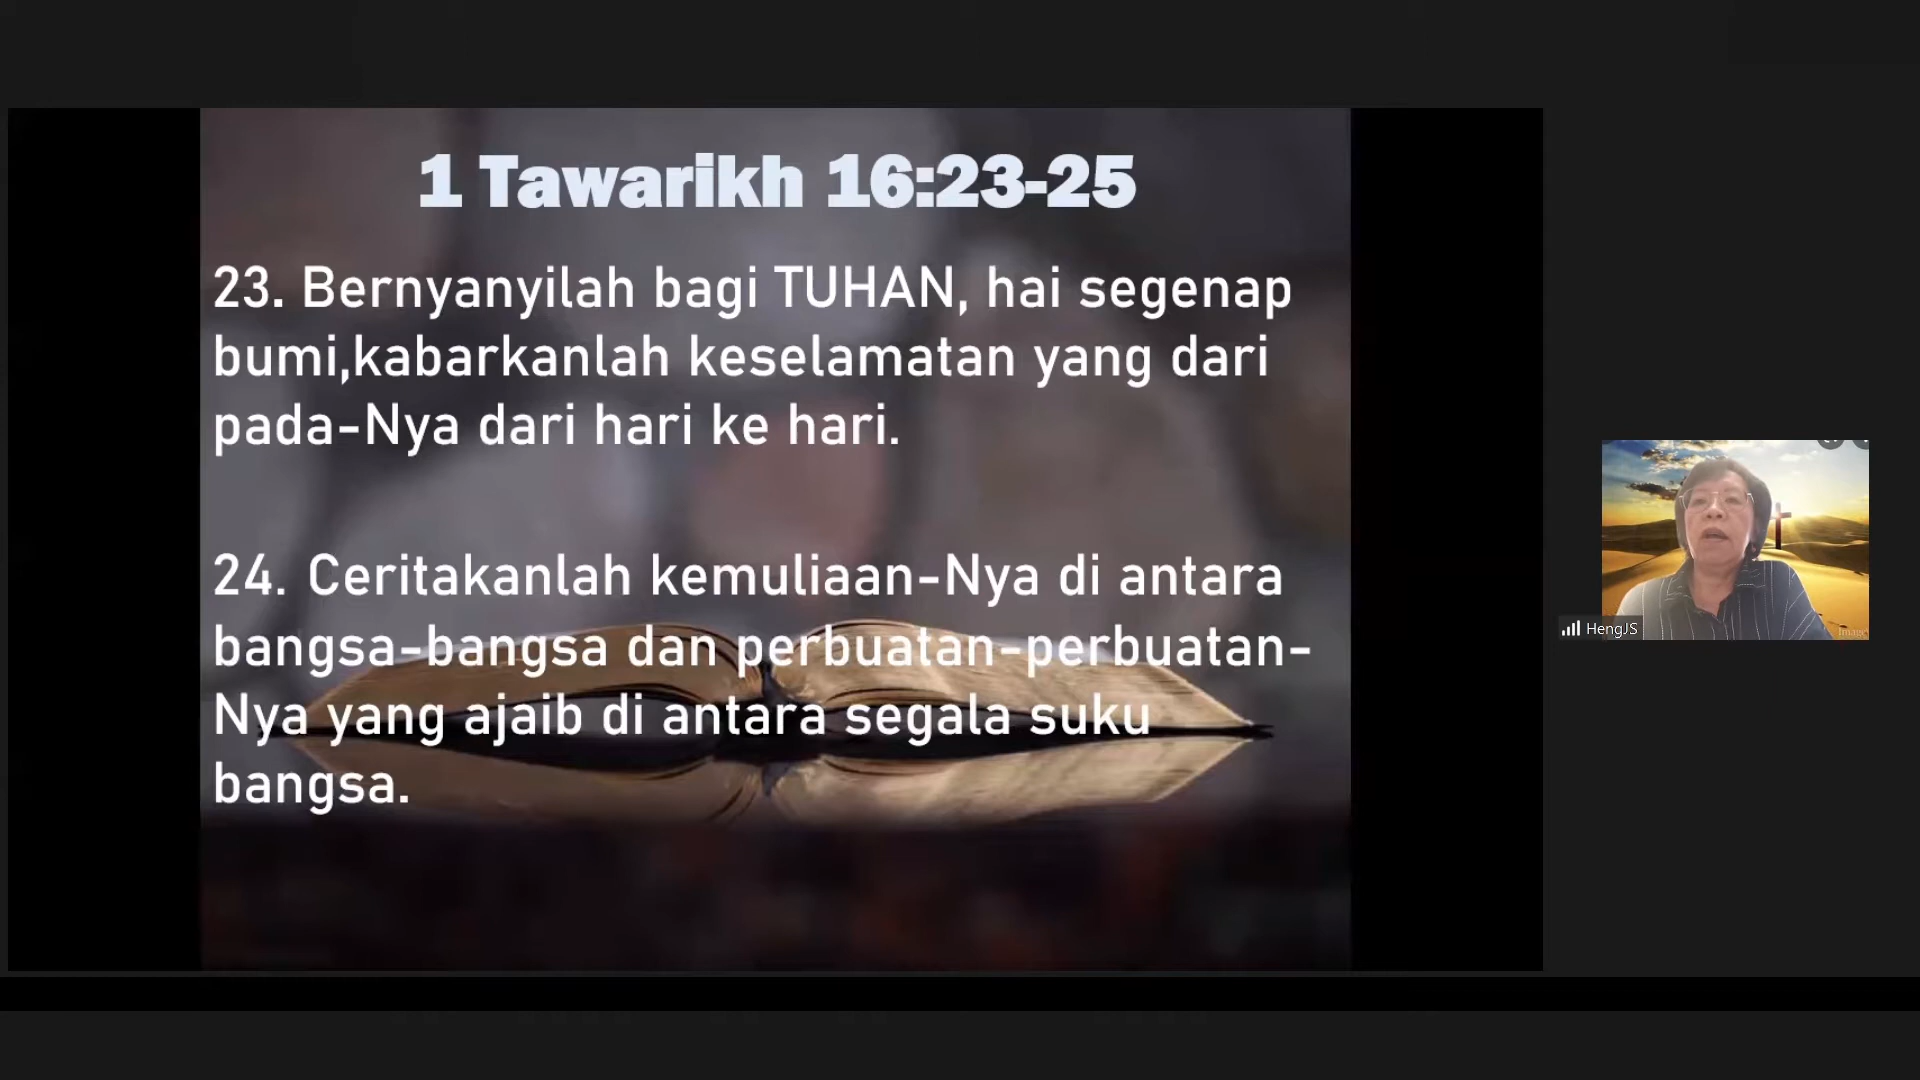 1 Tawarikh 16:23-25
23. Bernyanyilah bagi TUHAN, hai segenap
bumi,kabarkanlah keselamatan yang dari
pada-Nya dari hari ke hari.
24. Ceritakanlah kemuliaan-Nya di antara
bangsa-bangsa dan perbuatan-perbuatan-
Nya yang ajaib di antara segala suku
bangsa.
HengJS